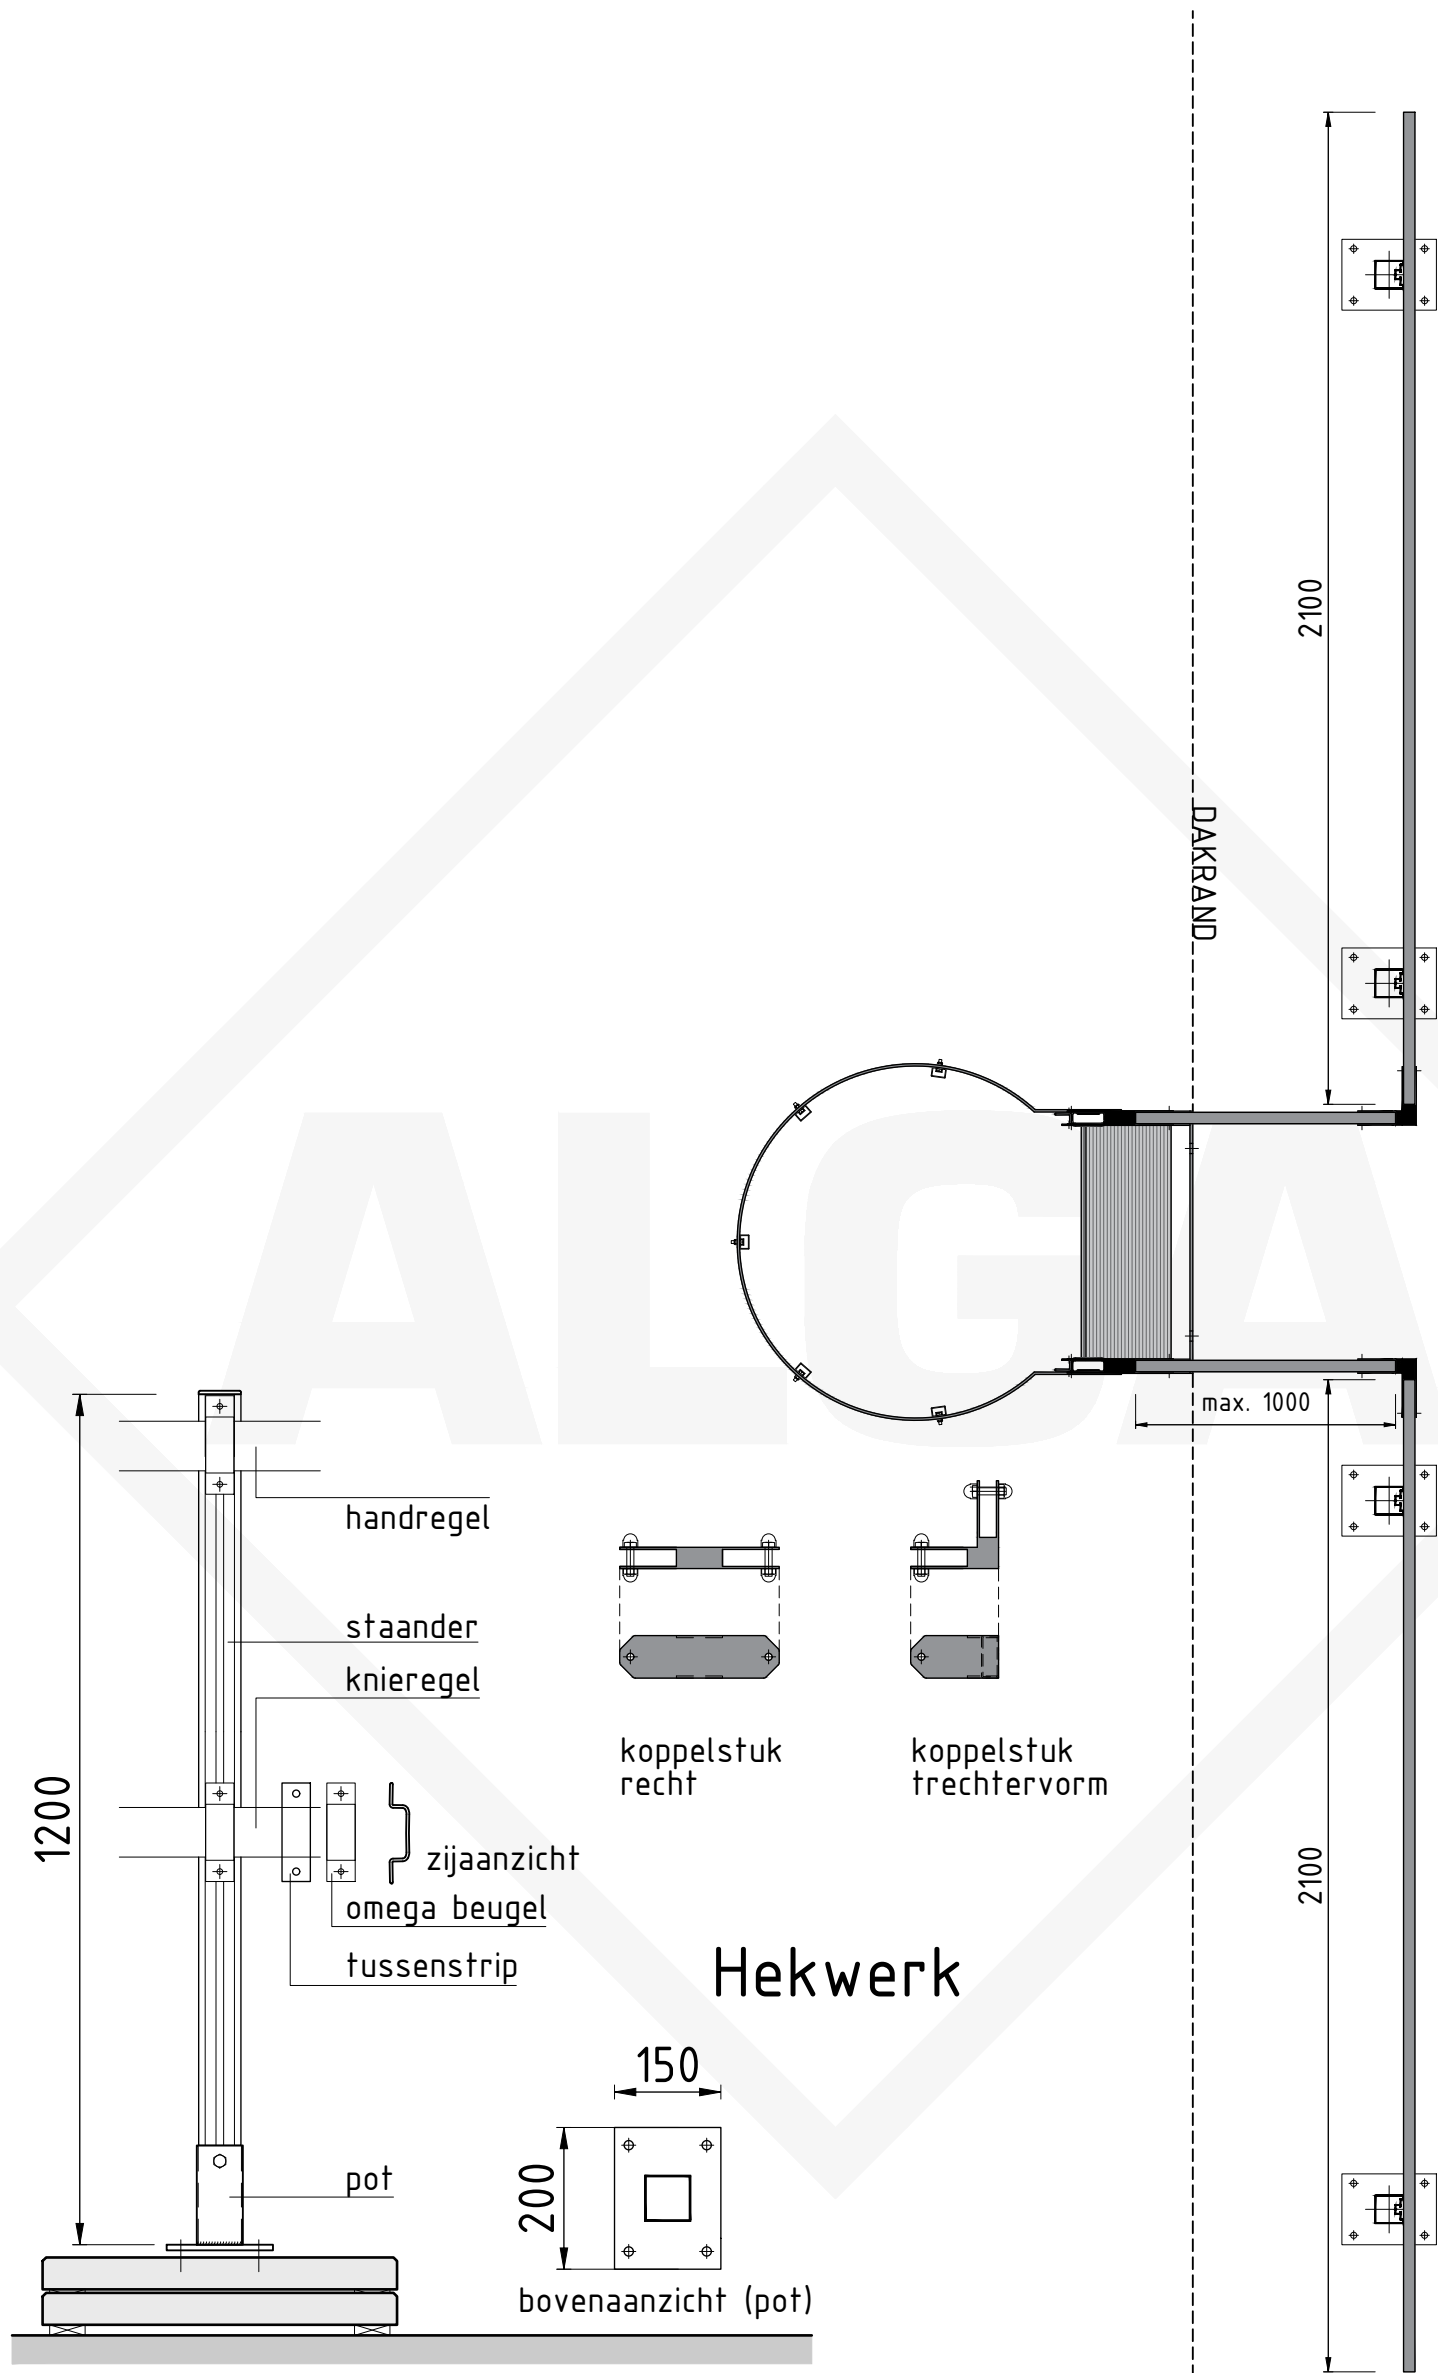 2100
DAKRAND
ALGA
max. 1000
handregel
staander
knieregel
koppelstuk
recht
koppelstuk
trechtervorm
1200
zijaanzicht
omega beugel
tussenstrip
2100
Hekwerk
150
200
pot
bovenaanzicht (pot)